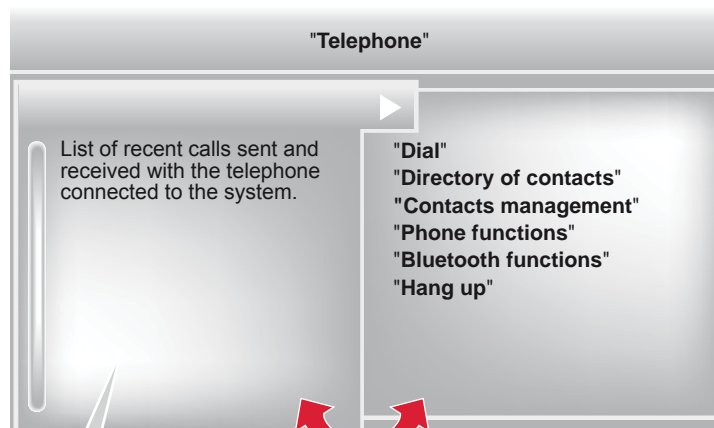 "Telephone"
List of recent calls sent and
received with the telephone
connected to the system.
"Dial"
"Directory of contacts"
"Contacts management"
"Phone functions"
"Bluetooth functions"
"Hang up"